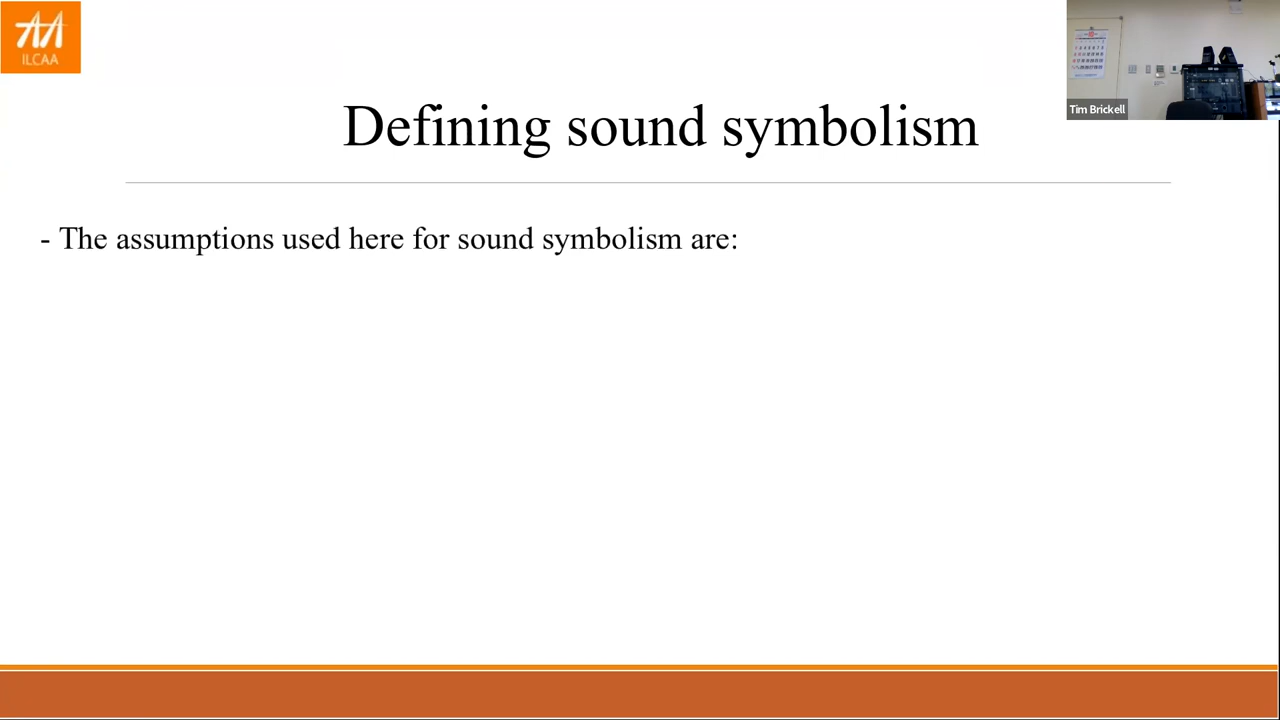 ILCAA
Tim Brickell
Defining sound symbolism
- The assumptions used here for sound symbolism are: